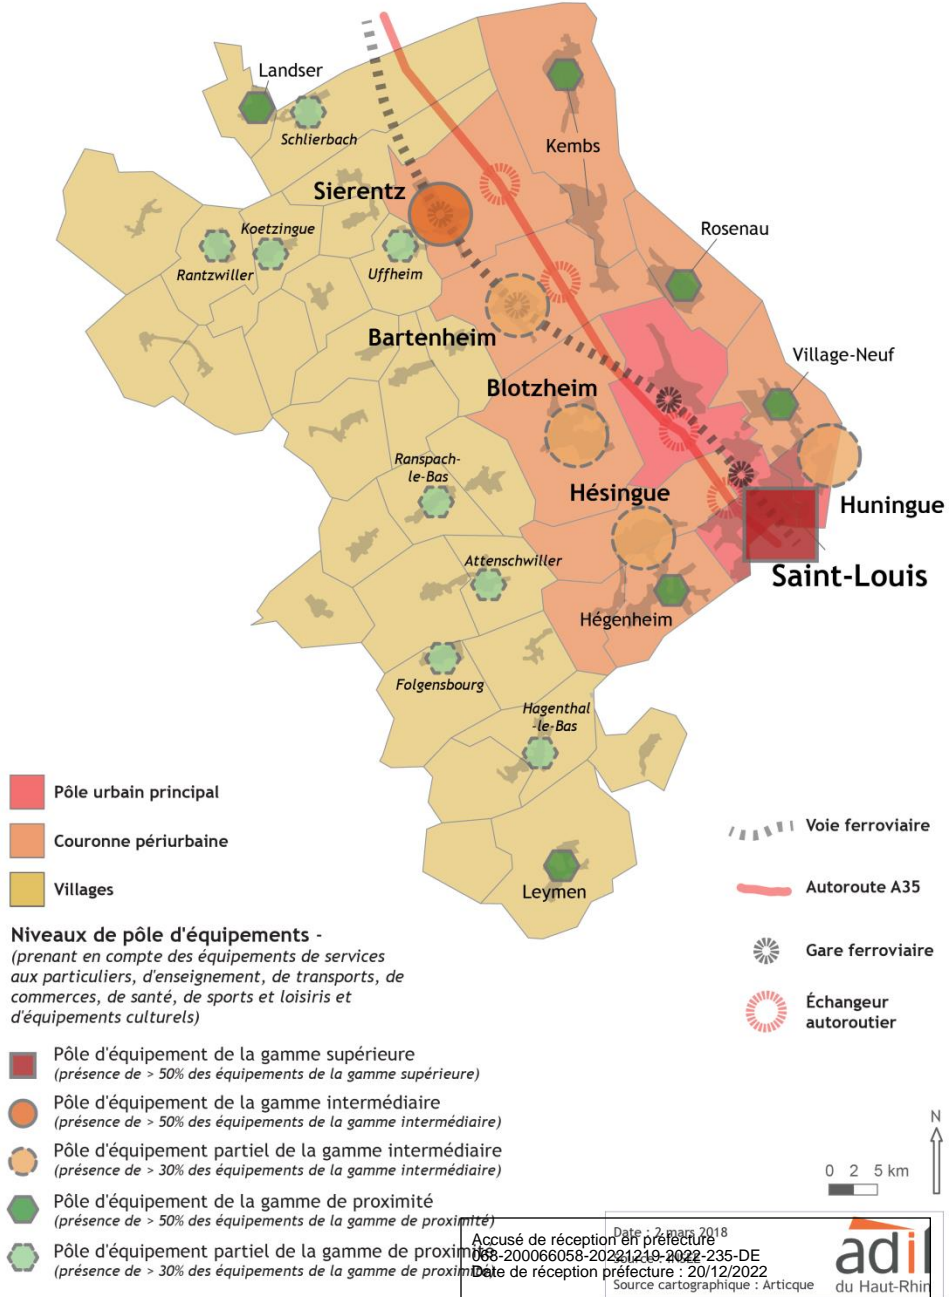 Landser
Schlierbach
Kembs
Sierentz
Koetzingue
Rantzwiller
Uffheim
Rosenau
Bartenheim
Village-Neuf
Blotzheim
Ranspach-
le-Bas
Hésingue
Huningue
Attenschwiller
Saint-Louis
Hégenheim
Folgensbourg
Hagenthal
-le-Bas
Leymen
Pôle urbain principal
Couronne périurbaine
Villages
Voie ferroviaire
Autoroute A35
Gare ferroviaire
Échangeur
autoroutier
Niveaux de pôle d'équipements -
(prenant en compte des équipements de services
aux particuliers, d'enseignement, de transports, de
commerces, de santé, de sports et loisiris et
d'équipements culturels)
Pôle d'équipement de la gamme supérieure
(présence de > 50% des équipements de la gamme supérieure)
Pôle d'équipement de la gamme intermédiaire
(présence de > 50% des équipements de la gamme intermédiaire)
Pôle d'équipement partiel de la gamme intermédiaire
(présence de > 30% des équipements de la gamme intermédiaire)
Pôle d'équipement de la gamme de proximité
(présence de > 50% des équipements de la gamme de proximité)
Pôle d'équipement partiel de la gamme de proximité
(présence de > 30% des équipements de la gamme de proximité)
N
0 2 5 km
Date : 2 mars 2018
Accusé de réception en préfecture
068-200066058-20221219-2022-235-DE
Date de réception préfecture : 20/12/2022
Source cartographique : Articque
adil
du Haut-Rhin